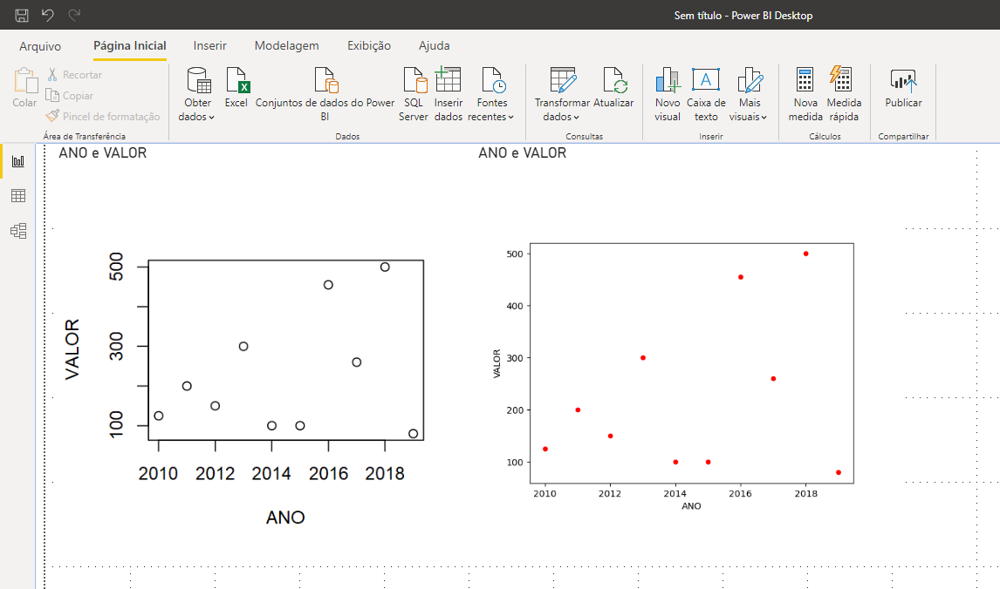 Sem título - Power BI Desktop
Arquivo Página Inicial Inserir Modelagem Exibição Ajuda
Colar
Recortar
Copiar
Pincel de formatação
Área de Transferência
Obter dados
Excel
Conjuntos de dados do Power BI
SQL Server
Inserir dados
Fontes recentes
Dados
Transformar dados
Atualizar
Consultas
Novo visual
A
Caixa de texto
Mais visuais
Inserir
Nova medida
Medida rápida
Cálculos
Publicar
Compartilhar
ANO e VALOR
500
300
100
VALOR
2010 2012 2014 2016 2018
ANO
ANO e VALOR
500
400
300
200
100
VALOR
2010 2012 2014 2016 2018
ANO